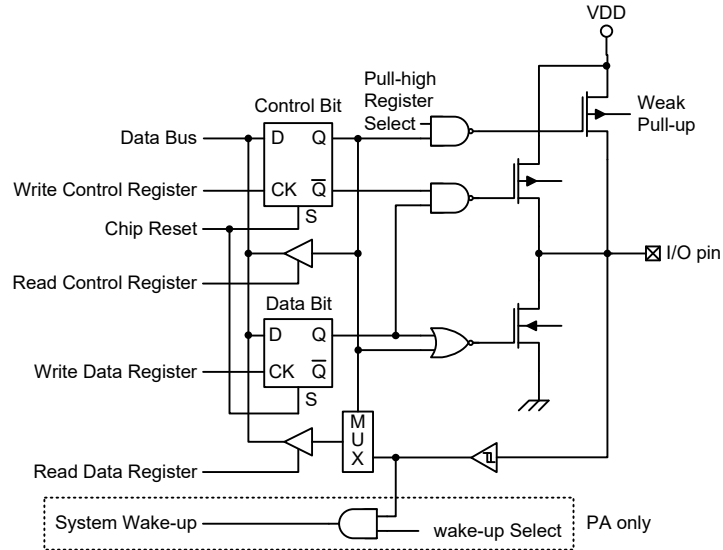 VDD
Control Bit
Pull-high
Register
Select
Weak
Pull-up
Data Bus
D
Q
Write Control Register
CK
Q
S
Chip Reset
I/O pin
Read Control Register
Data Bit
D
Q
Write Data Register
CK
Q
S
M
U
X
Read Data Register
System Wake-up
wake-up Select
PA only